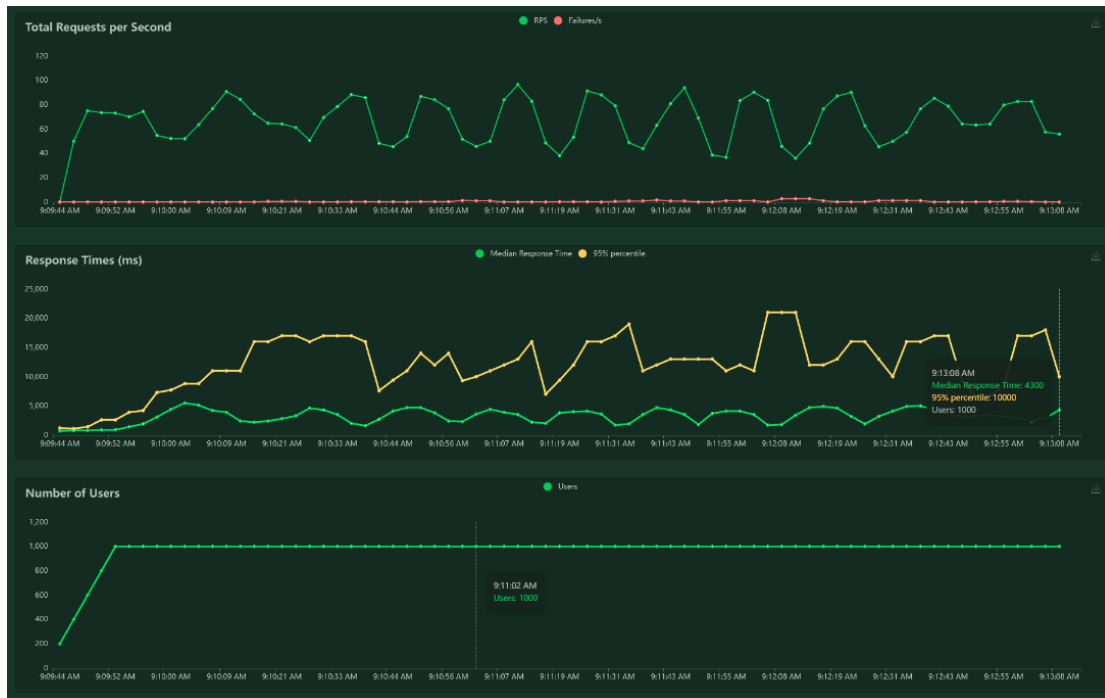 Total Requests per Second
RPS Failures/s
120
100
80
60
40
20
0
9:09:44 AM 9:09:52 AM 9:10:00 AM 9:10:09 AM 9:10:21 AM 9:10:33 AM 9:10:44 AM 9:10:56 AM 9:11:07 AM 9:11:19 AM 9:11:31 AM 9:11:43 AM 9:11:55 AM 9:12:08 AM 9:12:19 AM 9:12:31 AM 9:12:43 AM 9:12:55 AM 9:13:08 AM
Response Times (ms)
Median Response Time 95% percentile
25,000
20,000
15,000
10,000
5,000
0
9:13:08 AM
Median Response Time: 4300
95% percentile: 10000
Users: 1000
9:09:44 AM 9:09:52 AM 9:10:00 AM 9:10:09 AM 9:10:21 AM 9:10:33 AM 9:10:44 AM 9:10:56 AM 9:11:07 AM 9:11:19 AM 9:11:31 AM 9:11:43 AM 9:11:55 AM 9:12:08 AM 9:12:19 AM 9:12:31 AM 9:12:43 AM 9:12:55 AM 9:13:08 AM
Number of Users
Users
1,200
1,000
800
600
400
200
0
9:11:02 AM
Users: 1000
9:09:44 AM 9:09:52 AM 9:10:00 AM 9:10:09 AM 9:10:21 AM 9:10:33 AM 9:10:44 AM 9:10:56 AM 9:11:07 AM 9:11:19 AM 9:11:31 AM 9:11:43 AM 9:11:55 AM 9:12:08 AM 9:12:19 AM 9:12:31 AM 9:12:43 AM 9:12:55 AM 9:13:08 AM